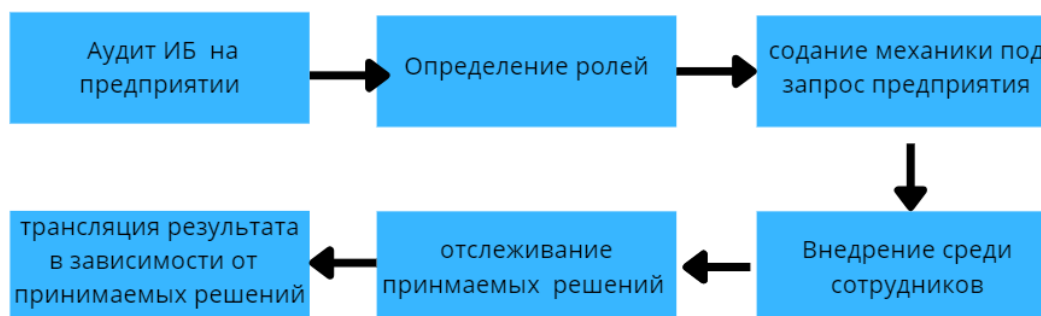 Аудит ИБ на
предприятии
Определение ролей
содание механики под
запрос предприятия
Внедрение среди
сотрудников
отслеживание
принмаемых решений
трансляция результата
в зависимости от
принимаемых решений